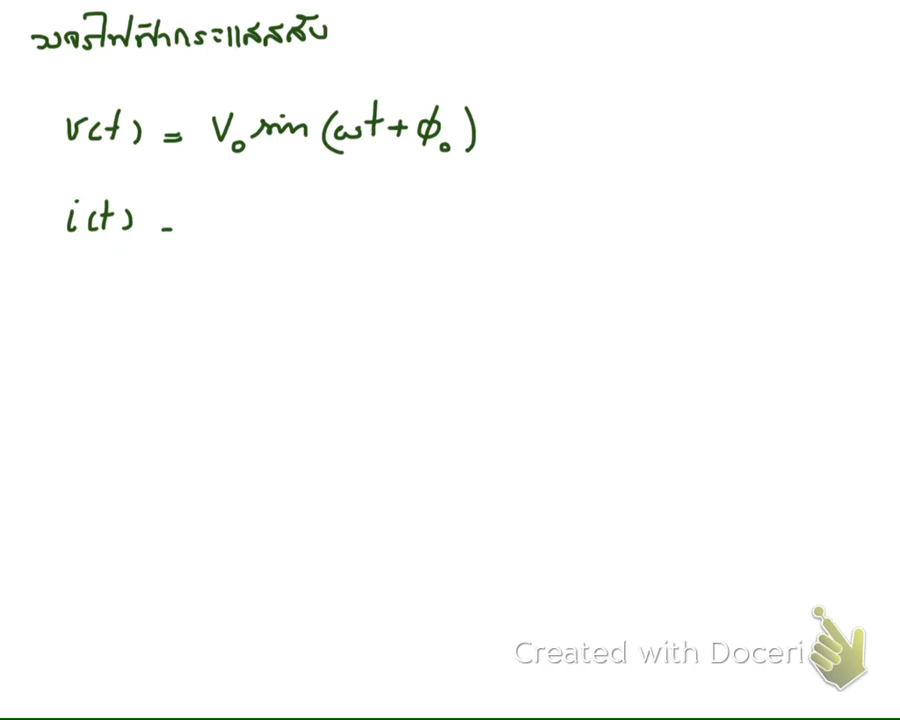 วงจรไฟฟ้ากระแสสลับ
v(t) = V₀ sin(ωt + ϕ₀)
i(t) -
Created with Doceri